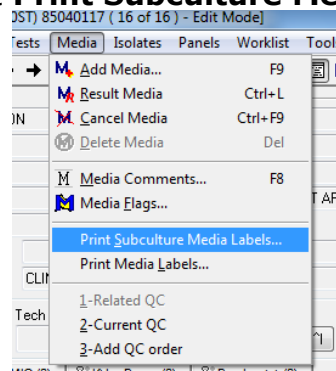 Print Subculture
OST) 85040117 ( 16 of 16 ) - Edit Mode]
Tests Media Isolates Panels Worklist Tool
Add Media... F9
Result Media Ctrl+L
Cancel Media Ctrl+F9
Delete Media Del
Media Comments... F8
Media Flags...
Print Subculture Media Labels...
Print Media Labels...
CLIN
1-Related QC
Tech
2-Current QC
3-Add QC order